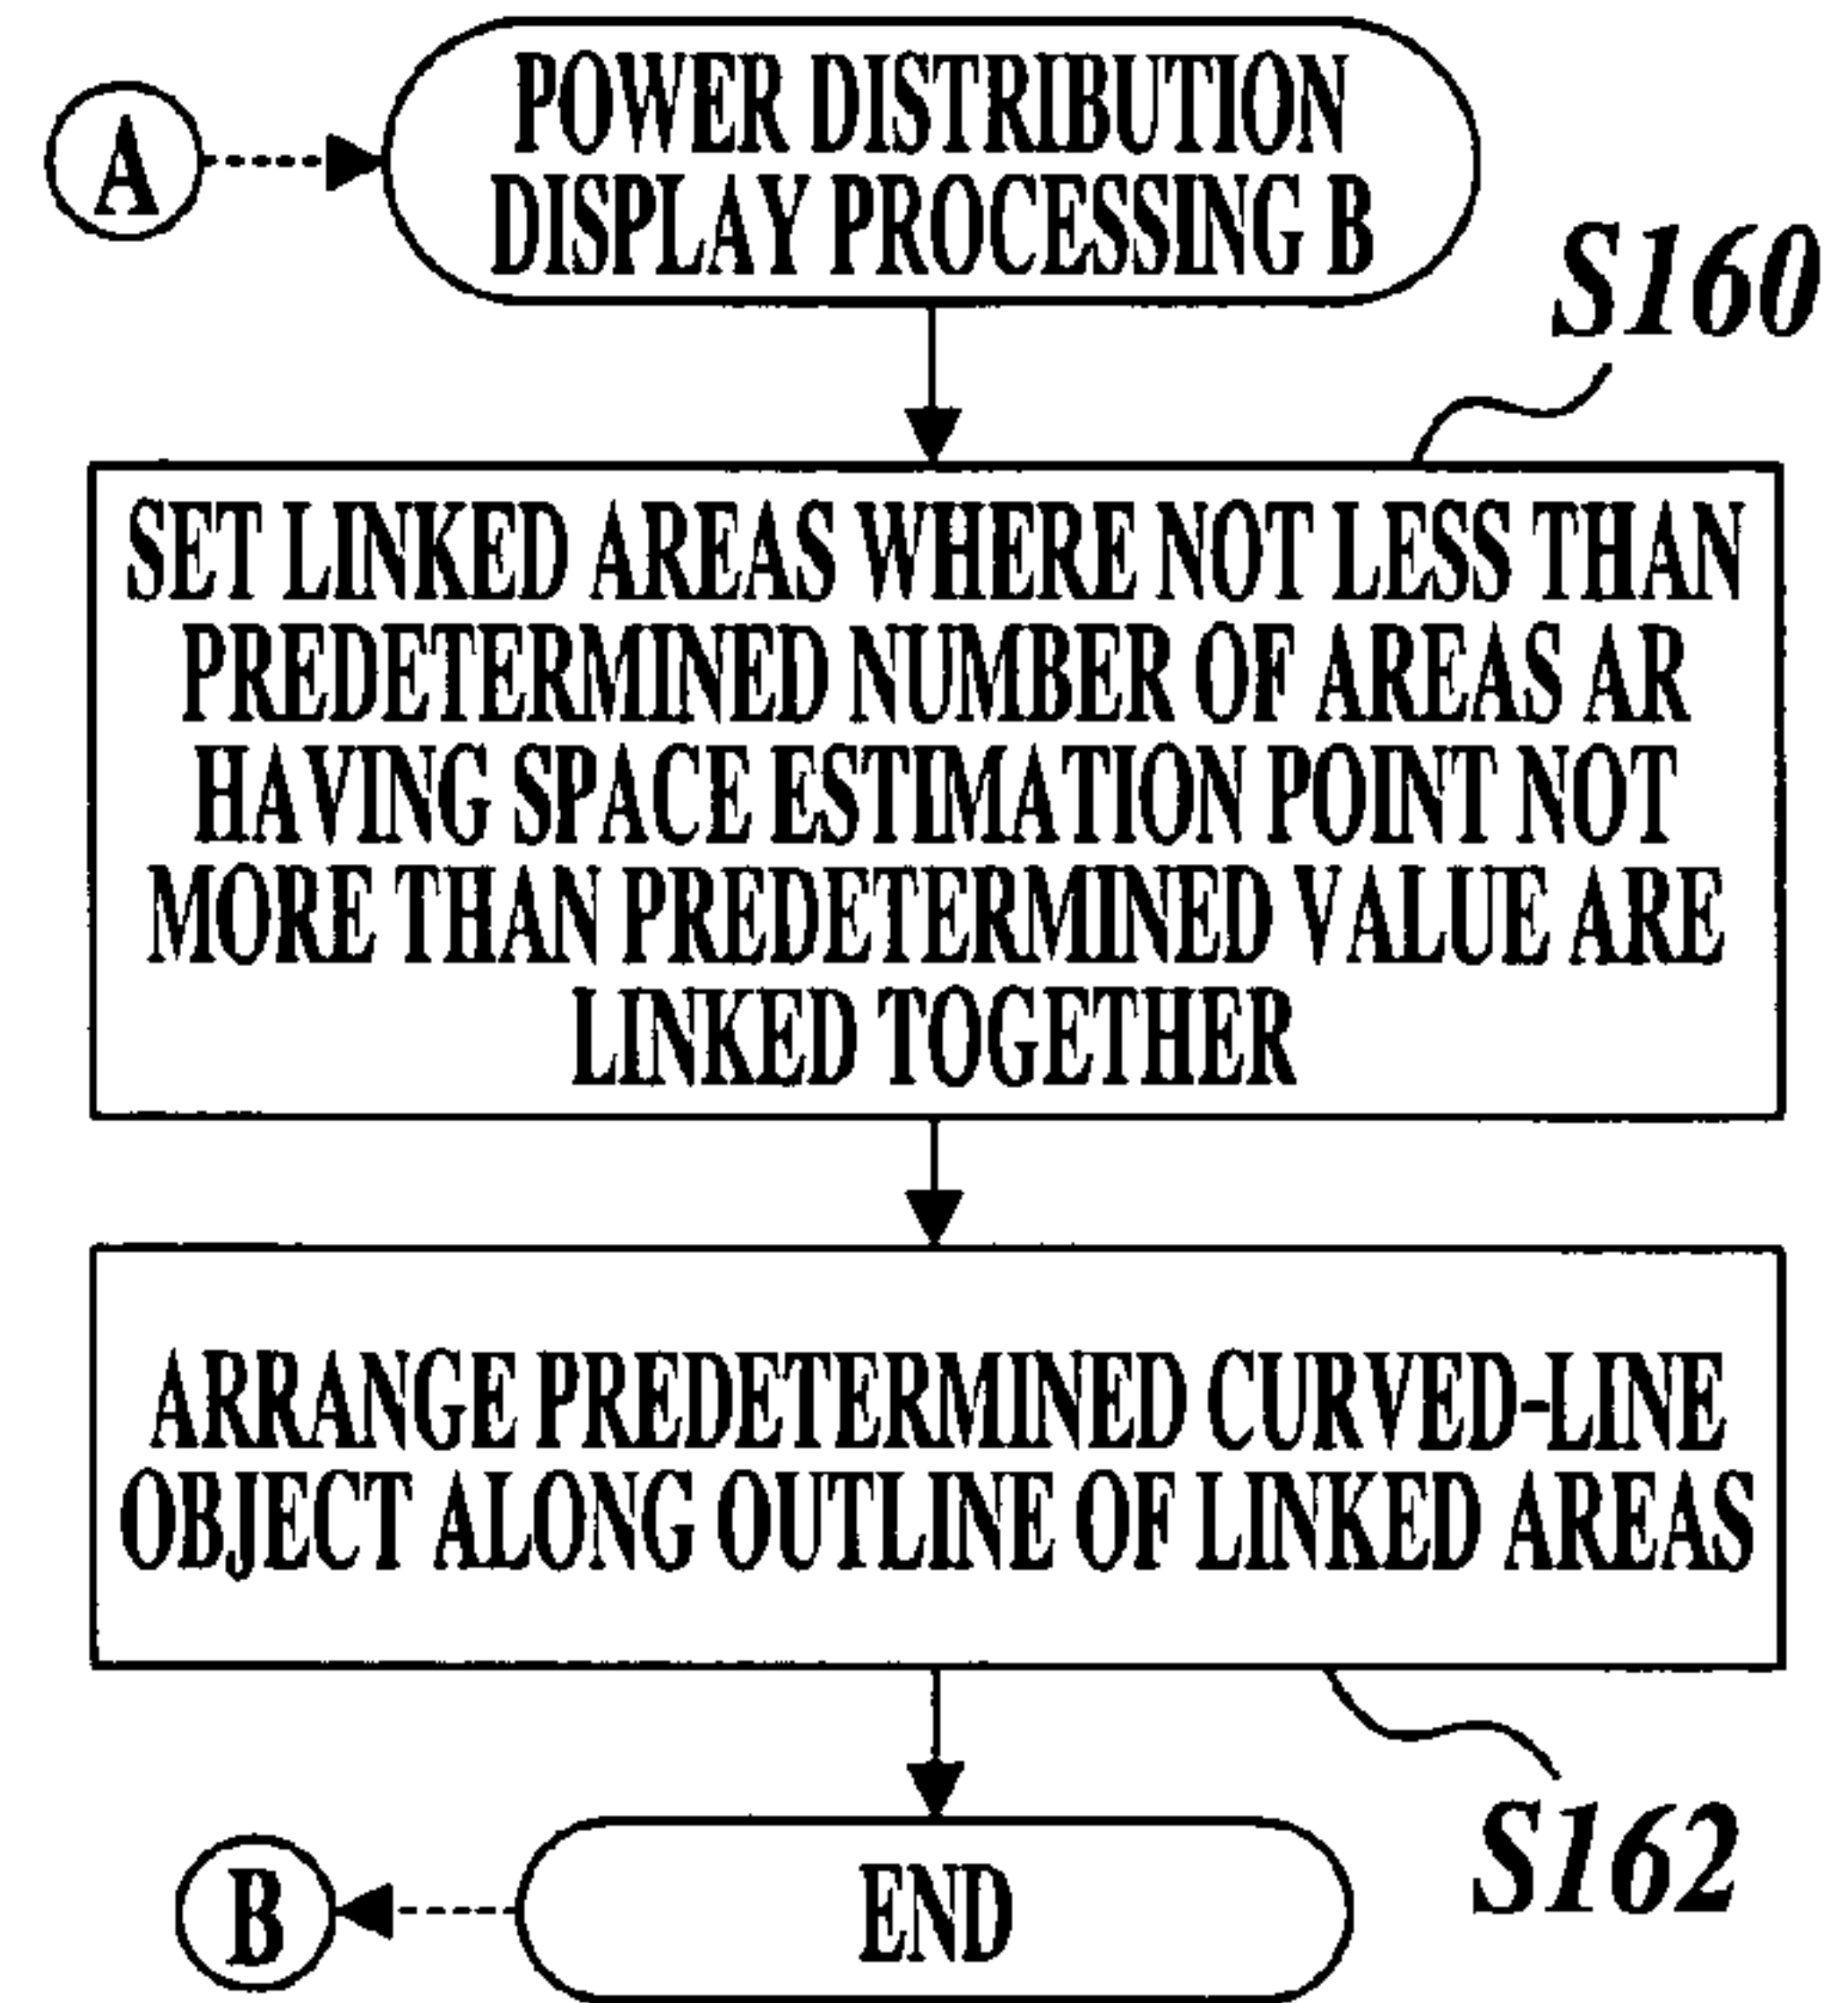 A
POWER DISTRIBUTION
DISPLAY PROCESSING B
S160
SET LINKED AREAS WHERE NOT LESS THAN
PREDETERMINED NUMBER OF AREAS AR
HAVING SPACE ESTIMATION POINT NOT
MORE THAN PREDETERMINED VALUE ARE
LINKED TOGETHER
ARRANGE PREDETERMINED CURVED-LINE
OBJECT ALONG OUTLINE OF LINKED AREAS
S162
END
B